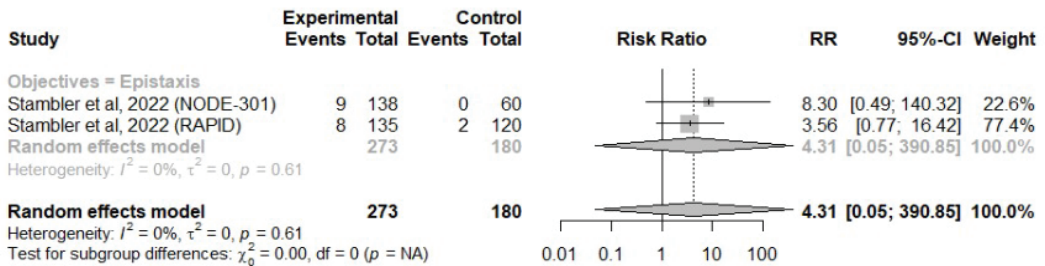 Experimental Control
Study Events Total Events Total Risk Ratio RR 95%-CI Weight
Objectives = Epistaxis
Stambler et al, 2022 (NODE-301) 9 138 0 60 8.30 [0.49; 140.32] 22.6%
Stambler et al, 2022 (RAPID) 8 135 2 120 3.56 [0.77; 16.42] 77.4%
Random effects model 273 180 4.31 [0.05; 390.85] 100.0%
Heterogeneity: I² = 0%, τ² = 0, p = 0.61
Random effects model 273 180 4.31 [0.05; 390.85] 100.0%
Heterogeneity: I² = 0%, τ² = 0, p = 0.61
Test for subgroup differences: χ²₀ = 0.00, df = 0 (p = NA)
0.01 0.1 1 10 100